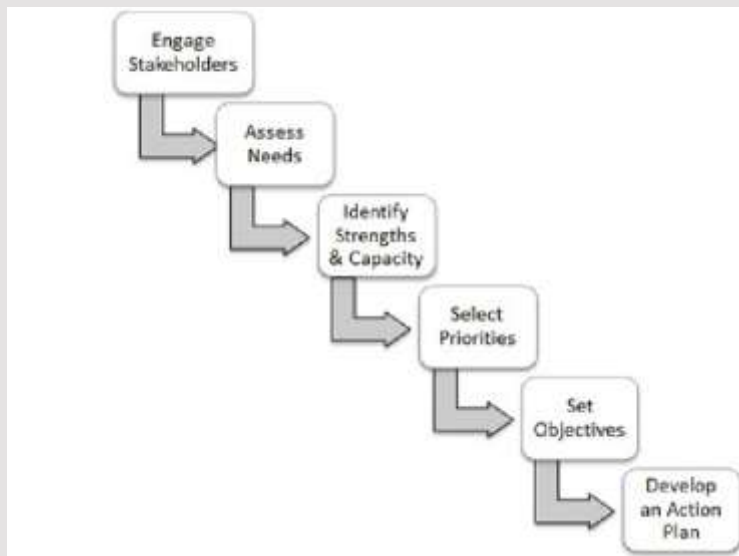 Engage
Stakeholders
Assess
Needs
Identify
Strengths
& Capacity
Select
Priorities
Set
Objectives
Develop
an Action
Plan